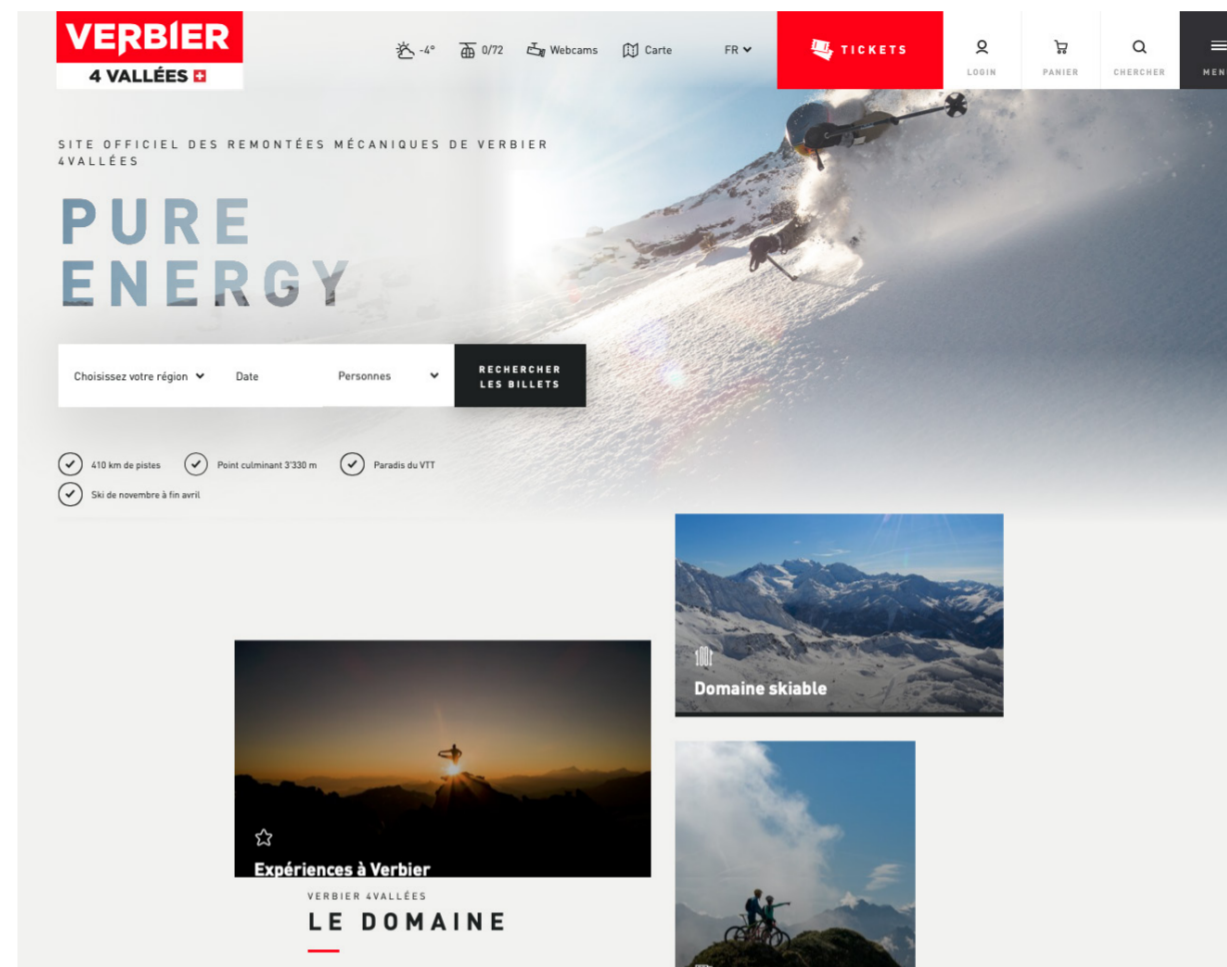 VERBIER
4 VALLÉES
-4°
0/72
Webcams
Carte
FR
TICKETS
LOGIN
PANIER
CHERCHER
MEN
SITE OFFICIEL DES REMONTÉES MÉCANIQUES DE VERBIER
4VALLÉES
PURE
ENERGY
Choisissez votre région
Date
Personnes
RECHERCHER
LES BILLETS
410 km de pistes
Point culminant 3'330 m
Paradis du VTT
Ski de novembre à fin avril
Domaine skiable
Expériences à Verbier
VERBIER 4VALLÉES
LE DOMAINE